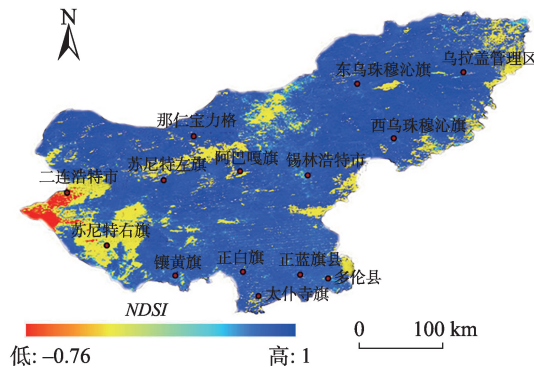 N
乌拉盖管理区
东乌珠穆沁旗
那仁宝力格
西乌珠穆沁旗
苏尼特左旗
阿巴嘎旗
锡林浩特市
二连浩特市
苏尼特右旗
镶黄旗
正白旗
正蓝旗县
多伦县
太仆寺旗
NDSI
低: –0.76
高: 1
0
100 km